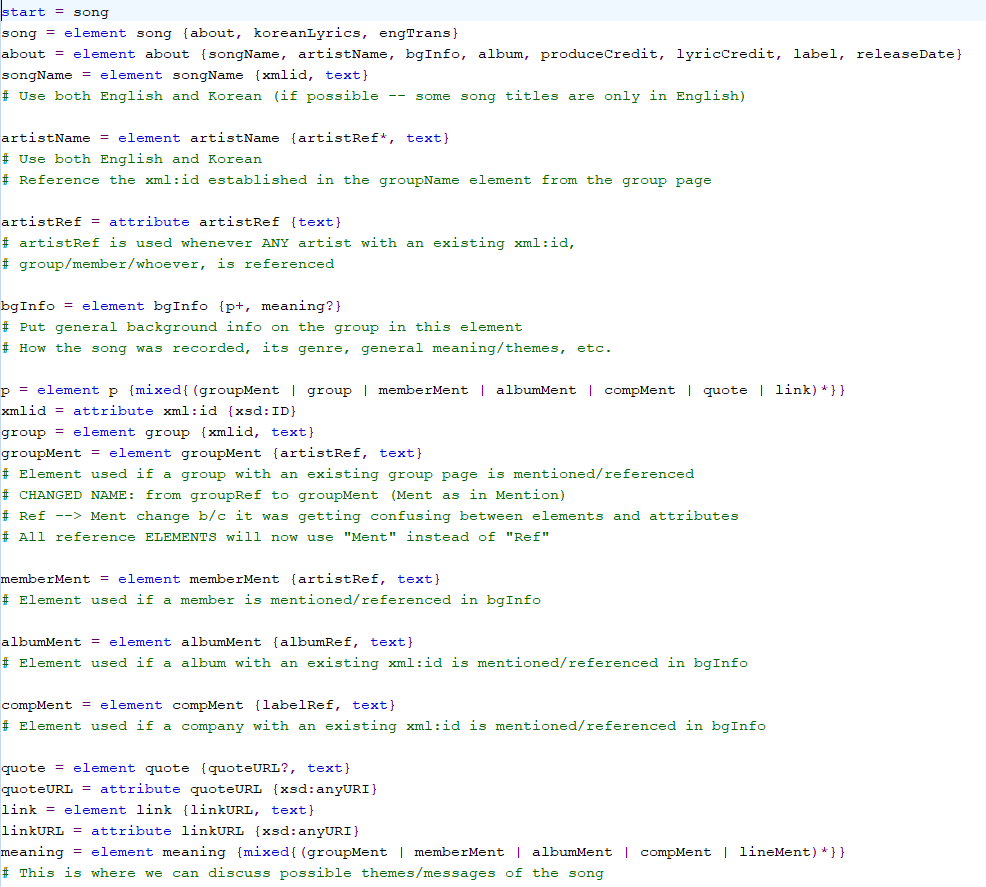 start = song
song = element song {about, koreanLyrics, engTrans}
about = element about {songName, artistName, bgInfo, album, produceCredit, lyricCredit, label, releaseDate}
songName = element songName {xmlid, text}
# Use both English and Korean (if possible -- some song titles are only in English)
artistName = element artistName {artistRef*, text}
# Use both English and Korean
# Reference the xml:id established in the groupName element from the group page
artistRef = attribute artistRef {text}
# artistRef is used whenever ANY artist with an existing xml:id,
# group/member/whoever, is referenced
bgInfo = element bgInfo {p+, meaning?}
# Put general background info on the group in this element
# How the song was recorded, its genre, general meaning/themes, etc.
p = element p {mixed{(groupMent | group | memberMent | albumMent | compMent | quote | link)*}}
xmlid = attribute xml:id {xsd:ID}
group = element group {xmlid, text}
groupMent = element groupMent {artistRef, text}
# Element used if a group with an existing group page is mentioned/referenced
# CHANGED NAME: from groupRef to groupMent (Ment as in Mention)
# Ref --> Ment change b/c it was getting confusing between elements and attributes
# All reference ELEMENTS will now use "Ment" instead of "Ref"
memberMent = element memberMent {artistRef, text}
# Element used if a member is mentioned/referenced in bgInfo
albumMent = element albumMent {albumRef, text}
# Element used if a album with an existing xml:id is mentioned/referenced in bgInfo
compMent = element compMent {labelRef, text}
# Element used if a company with an existing xml:id is mentioned/referenced in bgInfo
quote = element quote {quoteURL?, text}
quoteURL = attribute quoteURL {xsd:anyURI}
link = element link {linkURL, text}
linkURL = attribute linkURL {xsd:anyURI}
meaning = element meaning {mixed{(groupMent | memberMent | albumMent | compMent | lineMent)*}}
# This is where we can discuss possible themes/messages of the song